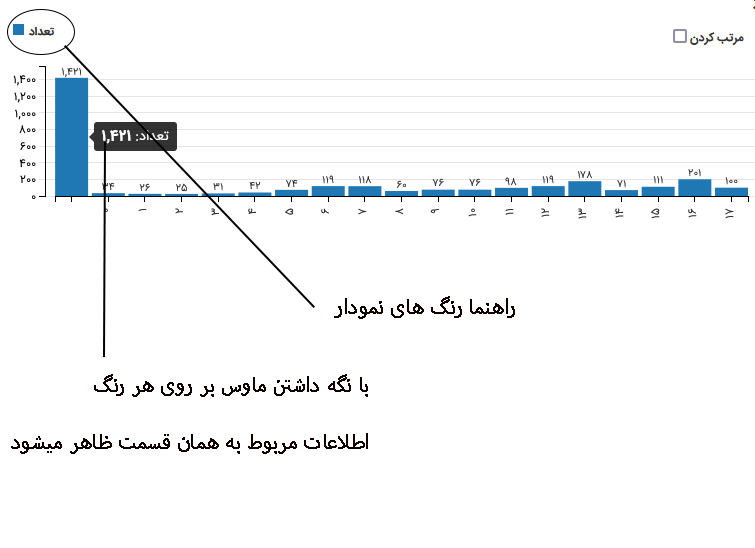 تعداد
مرتب کردن
۱,۴۲۱
۱,۴۰۰
۱,۲۰۰
۱,۰۰۰
۸۰۰
۶۰۰
۴۰۰
۲۰۰
۰
تعداد: ۱,۴۲۱
۳۴ ۲۶ ۲۵ ۳۱ ۴۲ ۷۴ ۱۱۹ ۱۱۸ ۶۰ ۷۶ ۷۶ ۹۸ ۱۱۹ ۱۷۸ ۷۱ ۱۱۱ ۲۰۱ ۱۰۰
۰ ۱ ۲ ۳ ۴ ۵ ۶ ۷ ۸ ۹ ۱۰ ۱۱ ۱۲ ۱۳ ۱۴ ۱۵ ۱۶ ۱۷
راهنما رنگ های نمودار
با نگه داشتن ماوس بر روی هر رنگ
اطلاعات مربوط به همان قسمت ظاهر میشود